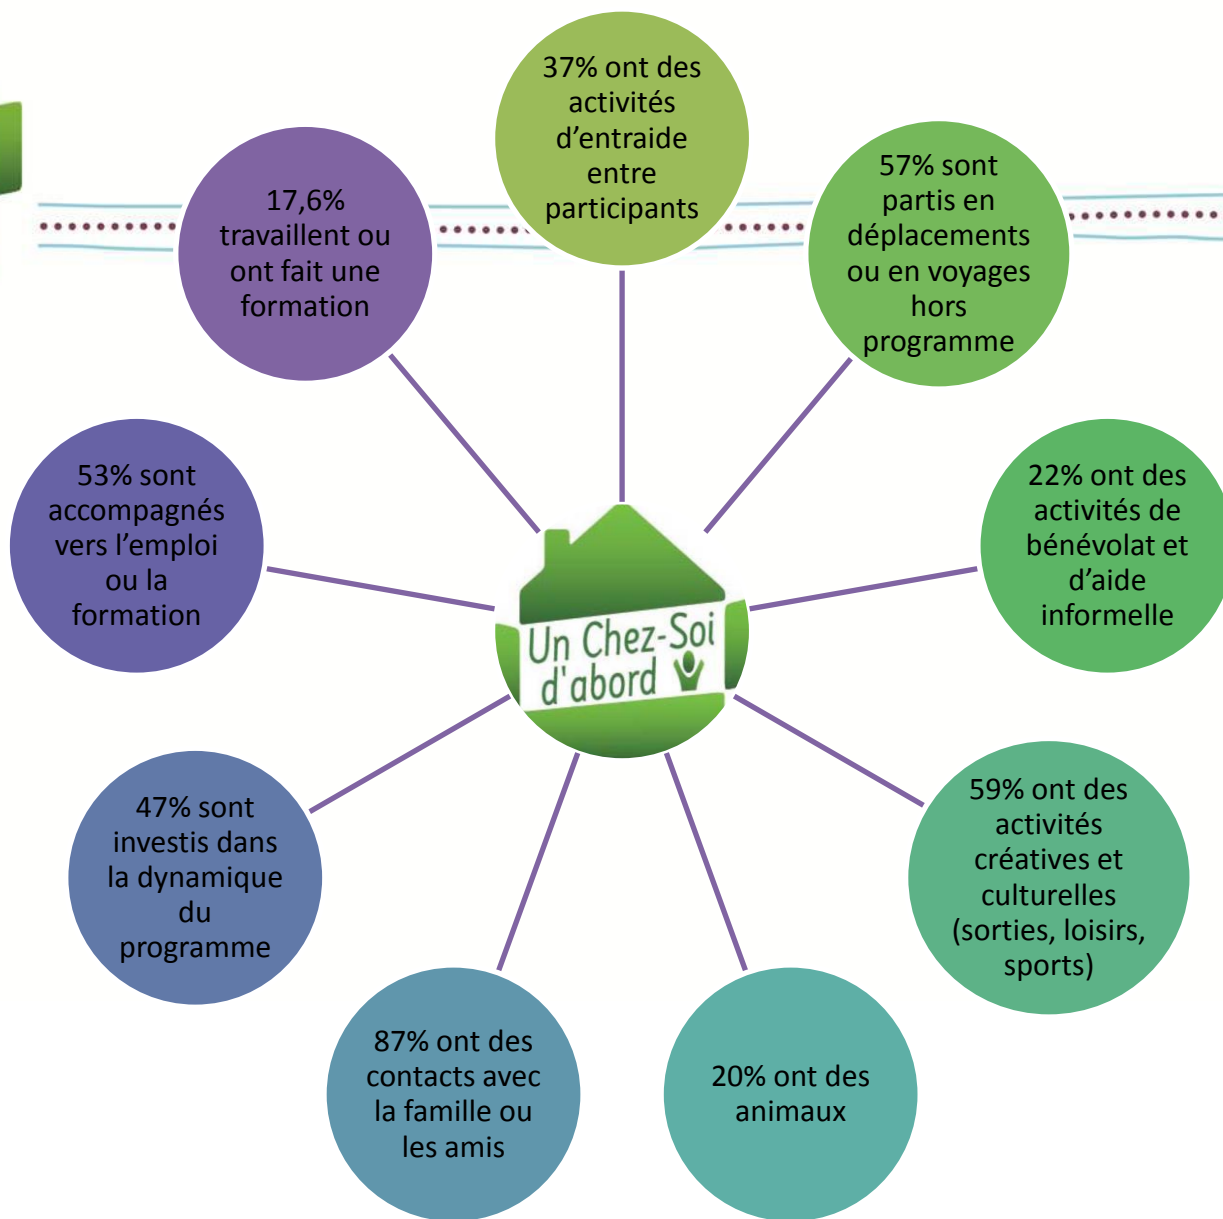 37% ont des
activités
d’entraide
entre
participants
57% sont
partis en
déplacements
ou en voyages
hors
programme
22% ont des
activités de
bénévolat et
d’aide
informelle
59% ont des
activités
créatives et
culturelles
(sorties, loisirs,
sports)
20% ont des
animaux
87% ont des
contacts avec
la famille ou
les amis
47% sont
investis dans
la dynamique
du
programme
53% sont
accompagnés
vers l’emploi
ou la
formation
17,6%
travaillent ou
ont fait une
formation
Un Chez-Soi
d'abord